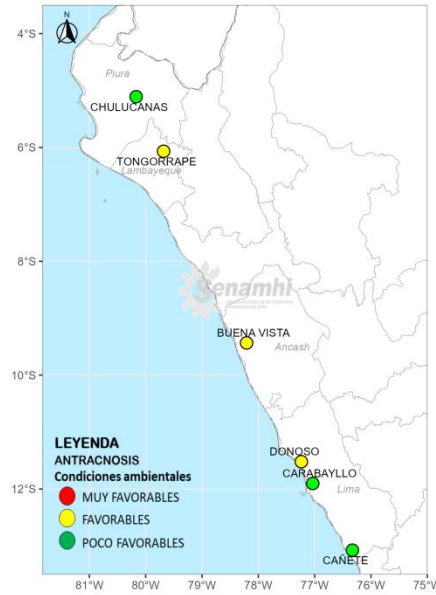 N
4°S
Piura
CHULUCANAS
6°S
TONGORRAPE
Lambayeque
8°S
Senamhi
BUENA VISTA
Ancash
10°S
DONOSO
CARABAYLLO
Lima
12°S
CAÑETE
LEYENDA
ANTRACNOSIS
Condiciones ambientales
MUY FAVORABLES
FAVORABLES
POCO FAVORABLES
81°W 80°W 79°W 78°W 77°W 76°W 75°W